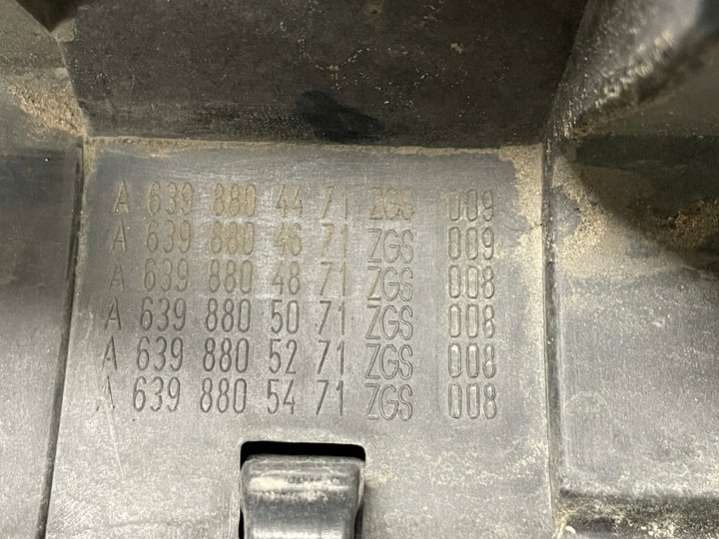 A 639 880 44 71 ZGS 009
A 639 880 46 71 ZGS 009
A 639 880 48 71 ZGS 008
A 639 880 50 71 ZGS 008
A 639 880 52 71 ZGS 008
A 639 880 54 71 ZGS 008